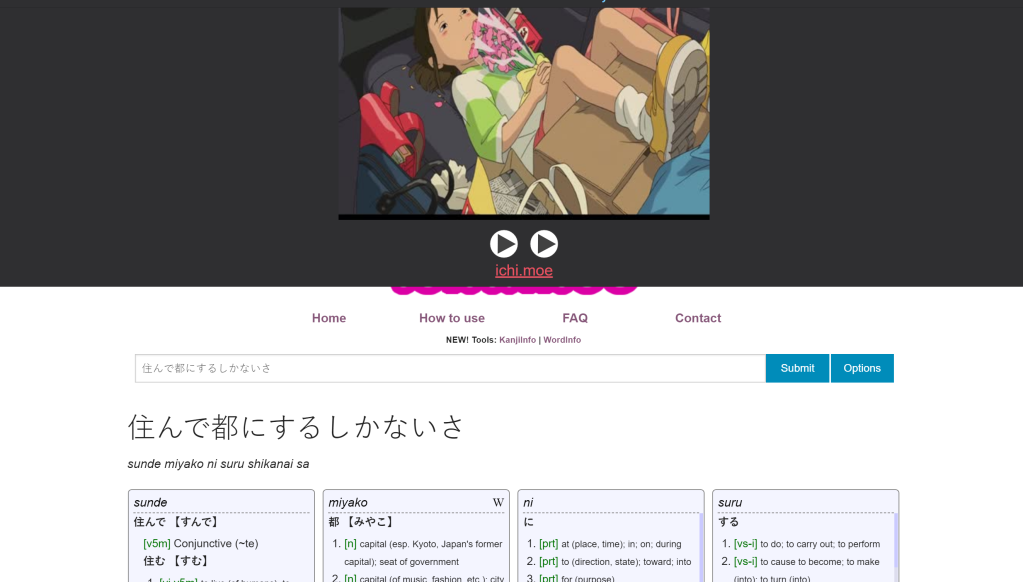 ichi.moe
Home How to use FAQ Contact
NEW! Tools: KanjiInfo | WordInfo
住んで都にするしかないさ Submit Options
住んで都にするしかないさ
sunde miyako ni suru shikanai sa
sunde
住んで 【すんで】
[v5m] Conjunctive (~te)
住む 【すむ】
miyako W
都 【みやこ】
1. [n] capital (esp. Kyoto, Japan's former
capital); seat of government
2. [n] capital (of music, fashion, etc.); city
ni
に
1. [prt] at (place, time); in; on; during
2. [prt] to (direction, state); toward; into
3. [prt] for (purpose)
suru
する
1. [vs-i] to do; to carry out; to perform
2. [vs-i] to cause to become; to make
(into); to turn (into)